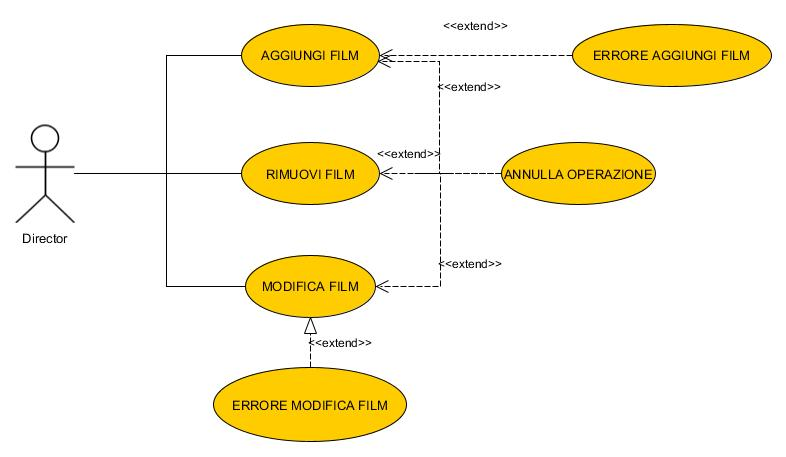 <<extend>>
AGGIUNGI FILM
ERRORE AGGIUNGI FILM
<<extend>>
<<extend>>
RIMUOVI FILM
ANNULLA OPERAZIONE
Director
<<extend>>
MODIFICA FILM
<<extend>>
ERRORE MODIFICA FILM